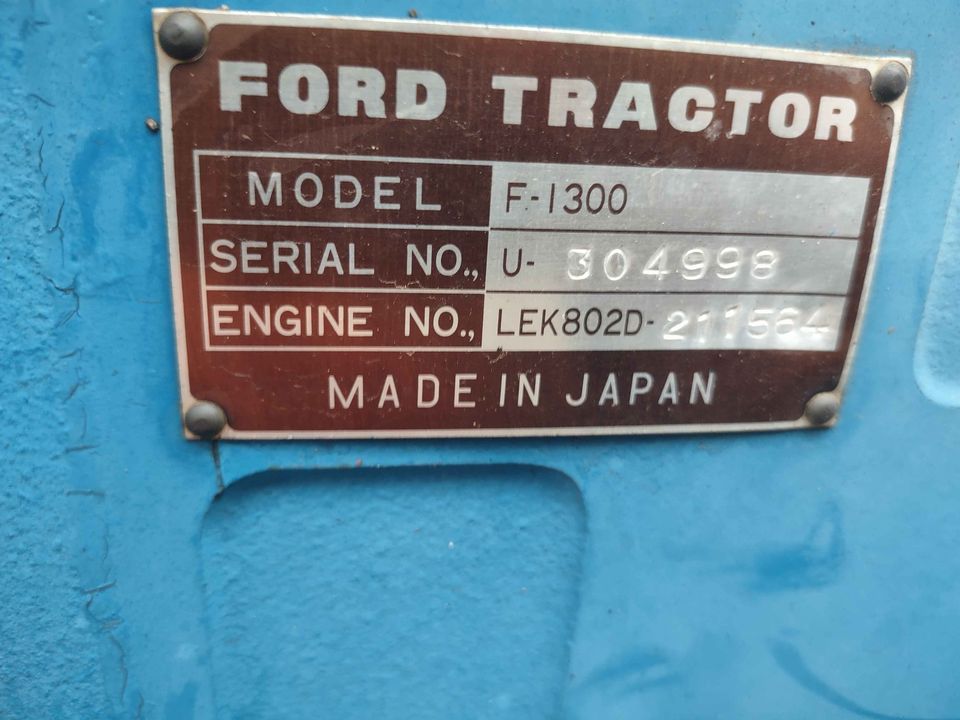 FORD TRACTOR
MODEL F-1300
SERIAL NO., U- 304998
ENGINE NO., LEK802D-211564
MADE IN JAPAN